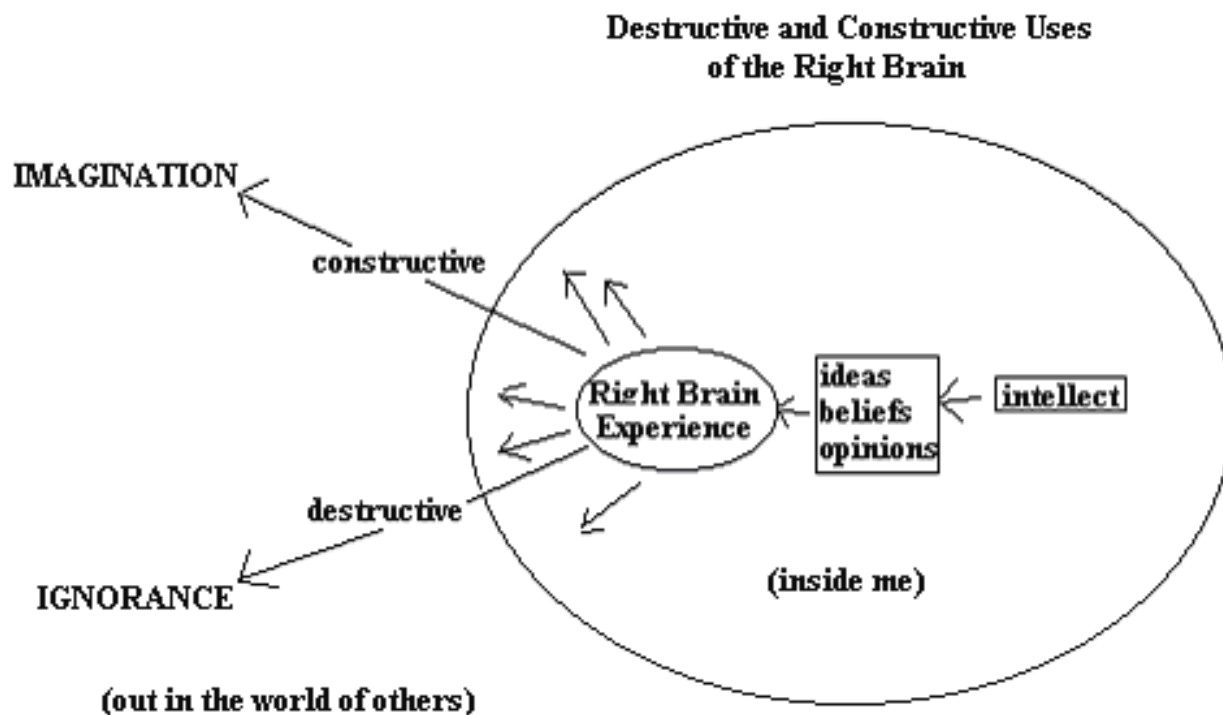 Destructive and Constructive Uses
of the Right Brain
IMAGINATION
constructive
Right Brain
Experience
ideas
beliefs
opinions
intellect
destructive
IGNORANCE
(inside me)
(out in the world of others)